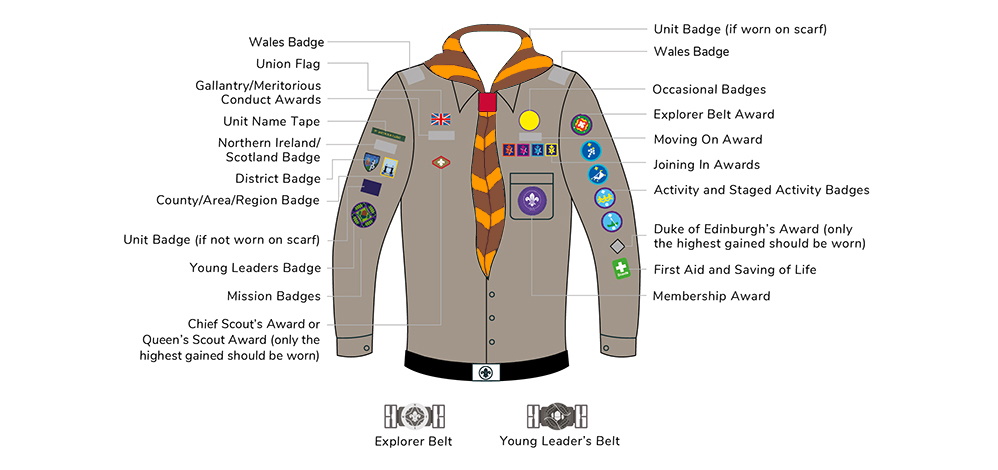 Wales Badge
Union Flag
Gallantry/Meritorious
Conduct Awards
Unit Name Tape
Northern Ireland/
Scotland Badge
District Badge
County/Area/Region Badge
Unit Badge (if not worn on scarf)
Young Leaders Badge
Mission Badges
Chief Scout's Award or
Queen's Scout Award (only the
highest gained should be worn)
Unit Badge (if worn on scarf)
Wales Badge
Occasional Badges
Explorer Belt Award
Moving On Award
Joining In Awards
Activity and Staged Activity Badges
Duke of Edinburgh's Award (only
the highest gained should be worn)
First Aid and Saving of Life
Membership Award
Explorer Belt
Young Leader's Belt